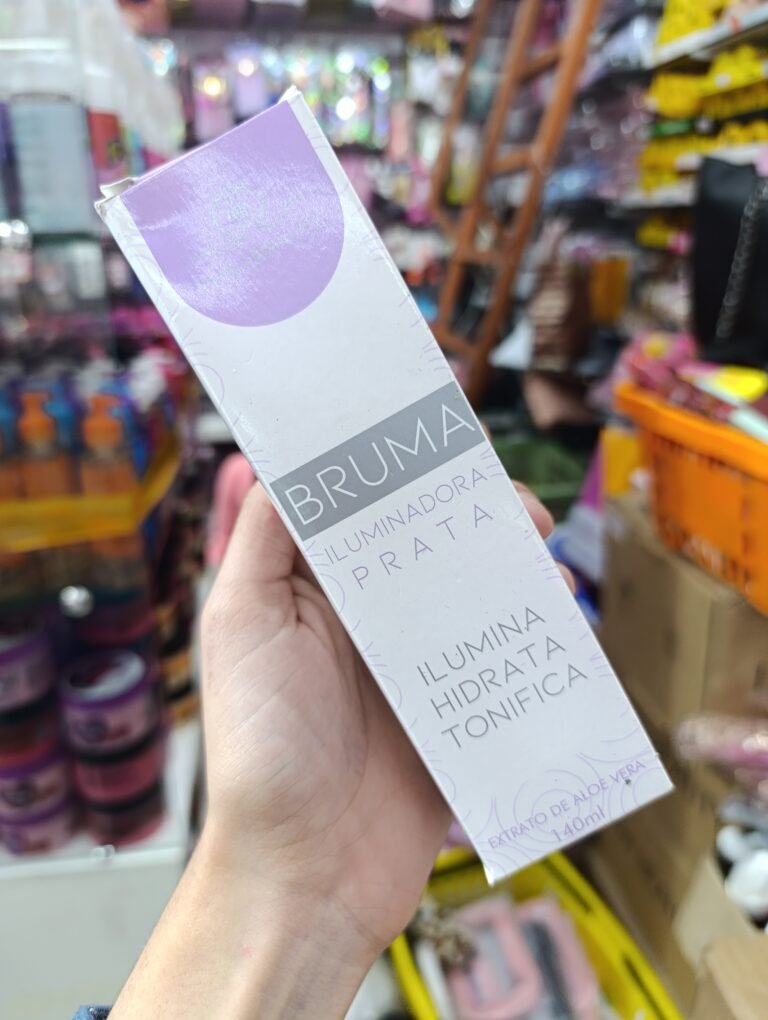 BRUMA
ILUMINADORA
PRATA
ILUMINA
HIDRATA
TONIFICA
EXTRATO DE ALOE VERA
140ml